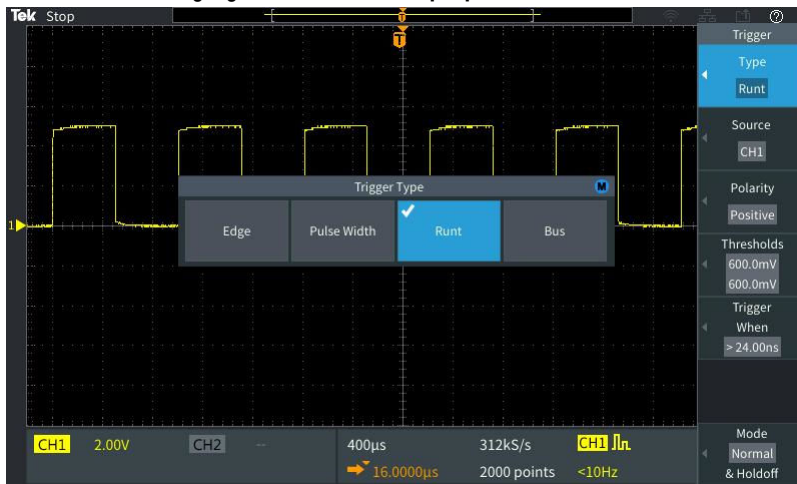 Tek Stop
T
T
Trigger
Type
Runt
Source
CH1
Polarity
Positive
Thresholds
600.0mV
600.0mV
Trigger
When
> 24.00ns
Mode
Normal
& Holdoff
Trigger Type M
Edge Pulse Width Runt Bus
1
CH1 2.00V CH2 -- 400µs 312kS/s CH1
16.0000µs 2000 points <10Hz